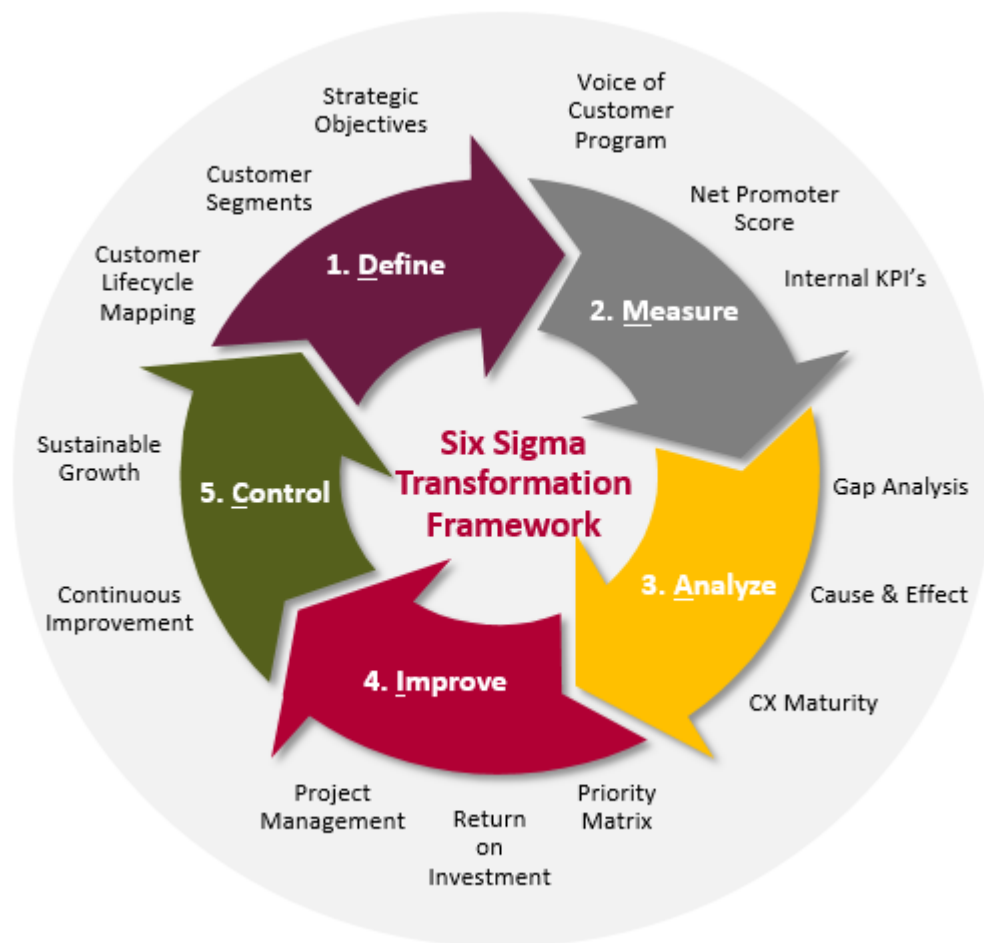 Strategic
Objectives
Customer
Segments
Customer
Lifecycle
Mapping
1. Define
Voice of
Customer
Program
Net Promoter
Score
Internal KPI's
2. Measure
Six Sigma
Transformation
Framework
Gap Analysis
Cause & Effect
CX Maturity
3. Analyze
4. Improve
Priority
Matrix
Return
on
Investment
Project
Management
5. Control
Continuous
Improvement
Sustainable
Growth